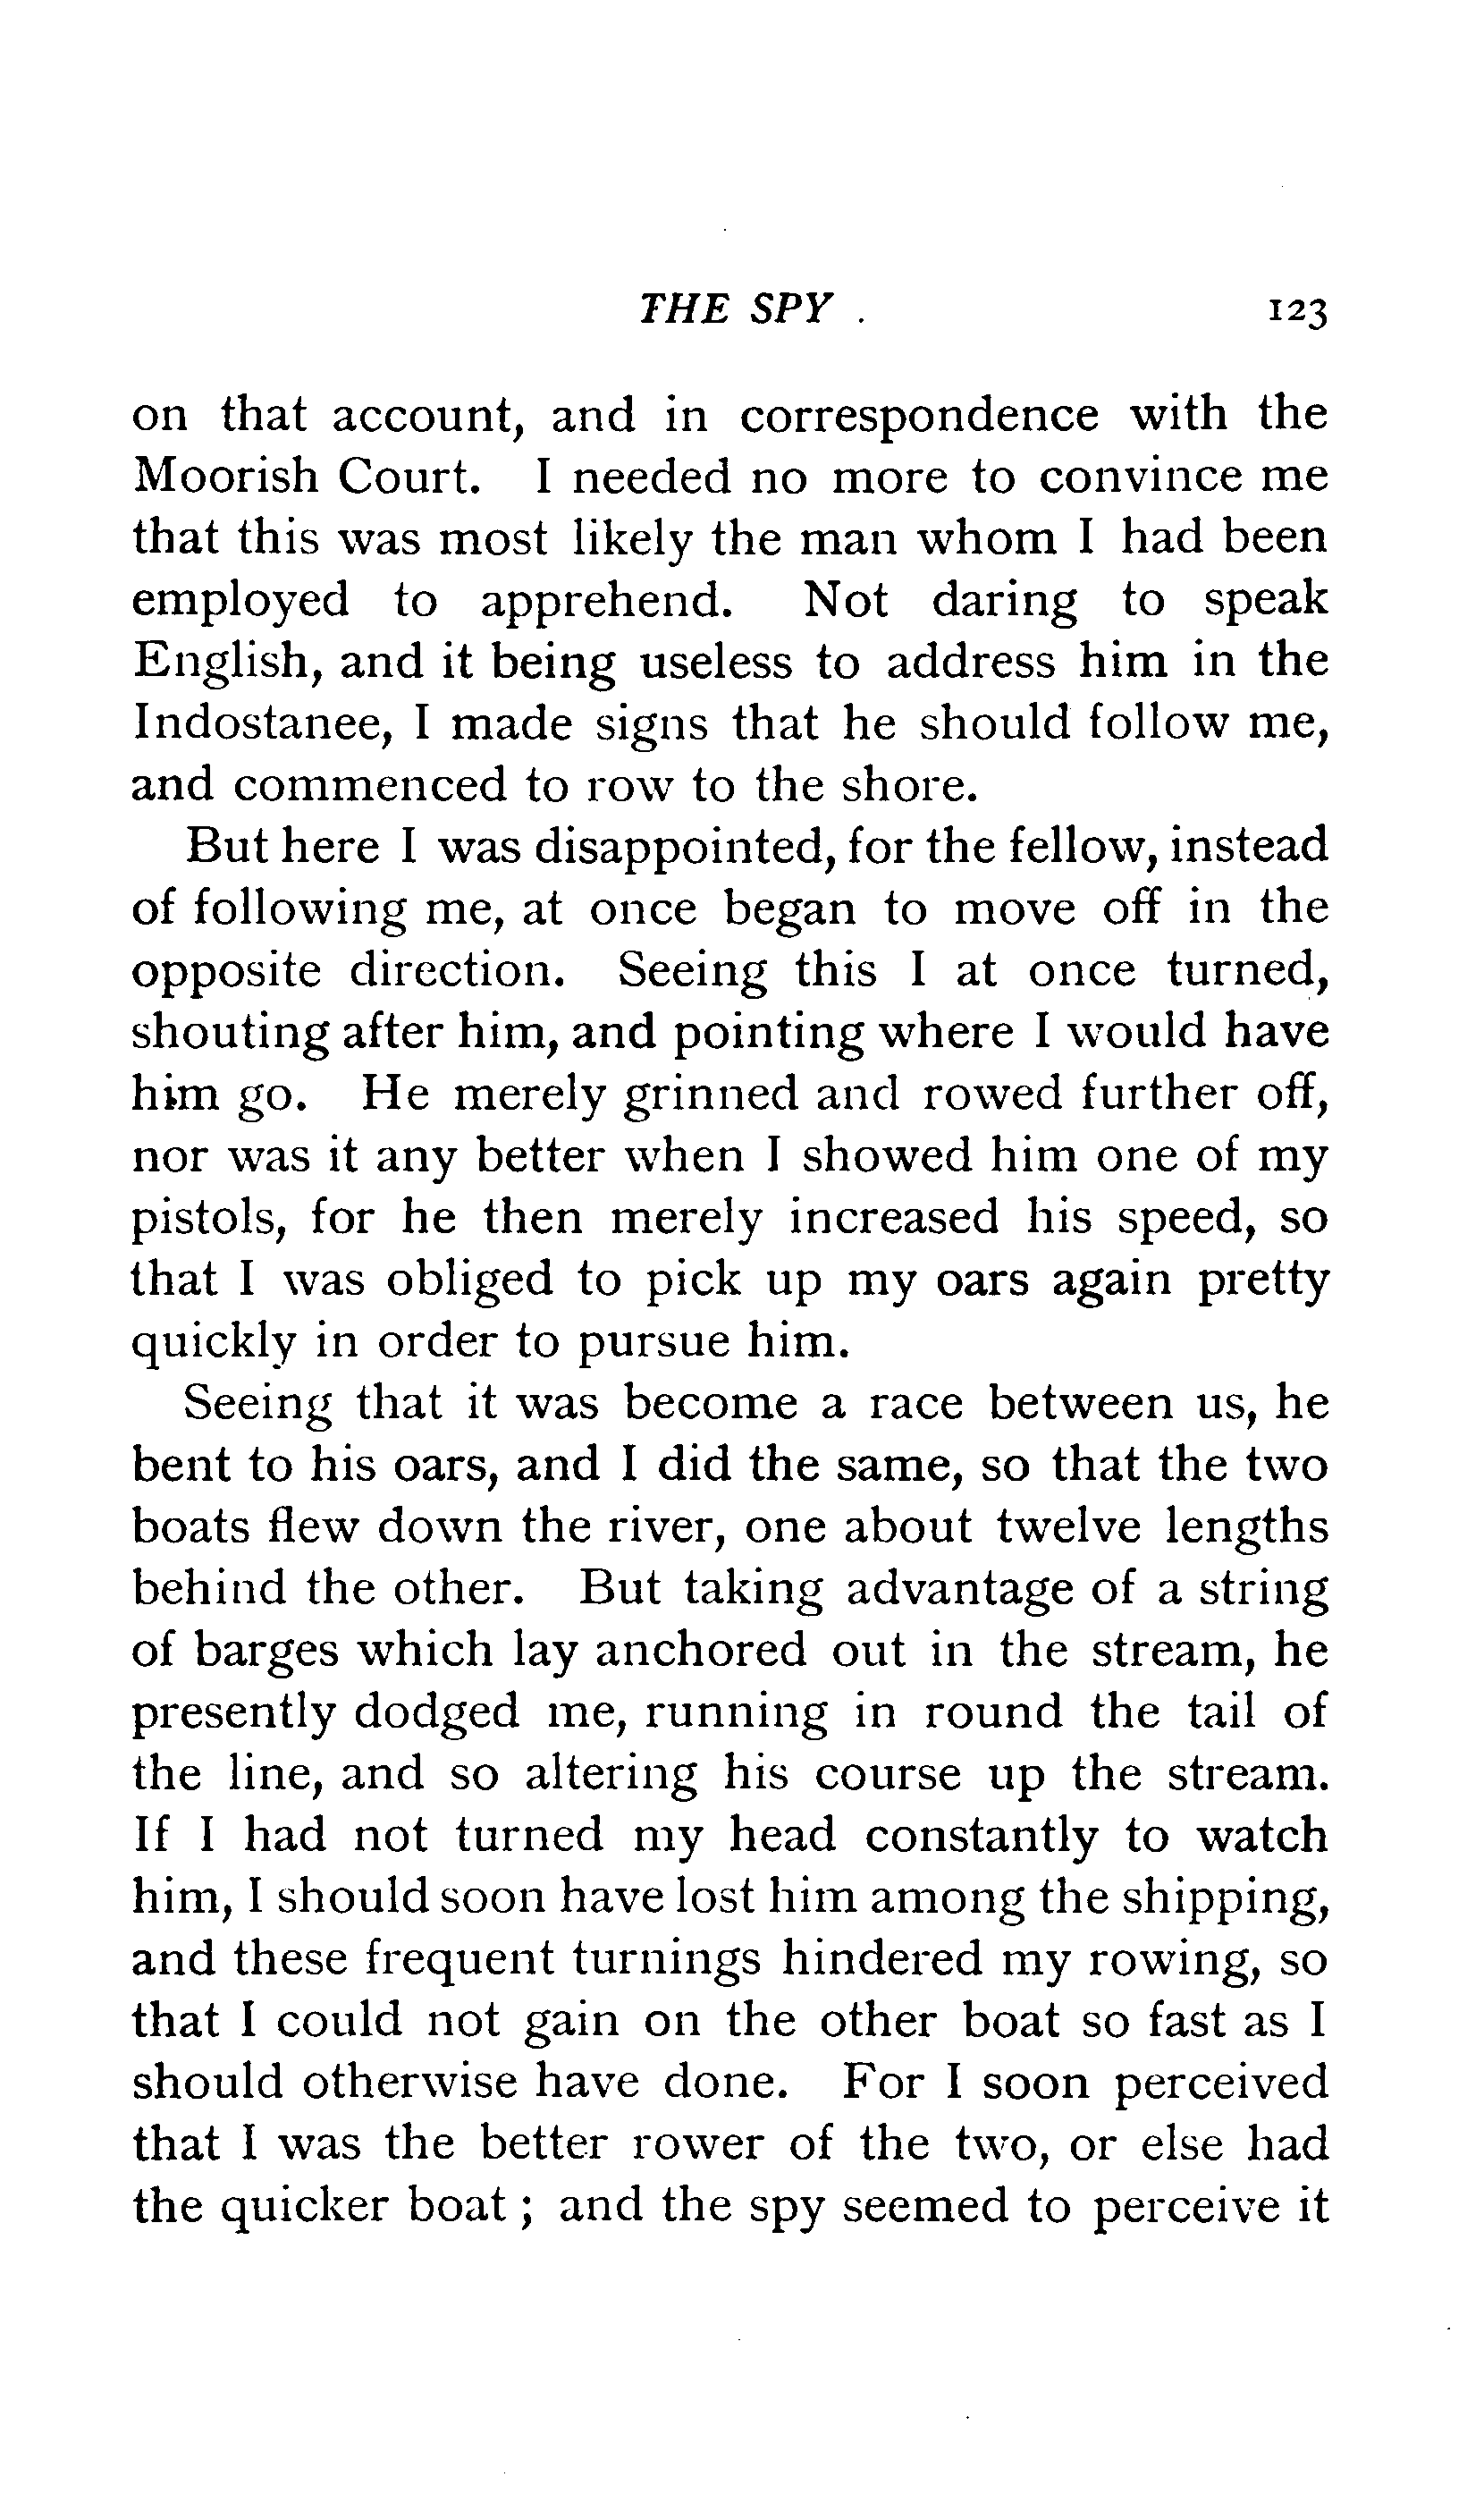 THE SPY . 123
on that account, and in correspondence with the
Moorish Court. I needed no more to convince me
that this was most likely the man whom I had been
employed to apprehend. Not daring to speak
English, and it being useless to address him in the
Indostanee, I made signs that he should follow me,
and commenced to row to the shore.
But here I was disappointed, for the fellow, instead
of following me, at once began to move off in the
opposite direction. Seeing this I at once turned,
shouting after him, and pointing where I would have
him go. He merely grinned and rowed further off,
nor was it any better when I showed him one of my
pistols, for he then merely increased his speed, so
that I was obliged to pick up my oars again pretty
quickly in order to pursue him.
Seeing that it was become a race between us, he
bent to his oars, and I did the same, so that the two
boats flew down the river, one about twelve lengths
behind the other. But taking advantage of a string
of barges which lay anchored out in the stream, he
presently dodged me, running in round the tail of
the line, and so altering his course up the stream.
If I had not turned my head constantly to watch
him, I should soon have lost him among the shipping,
and these frequent turnings hindered my rowing, so
that I could not gain on the other boat so fast as I
should otherwise have done. For I soon perceived
that I was the better rower of the two, or else had
the quicker boat ; and the spy seemed to perceive it